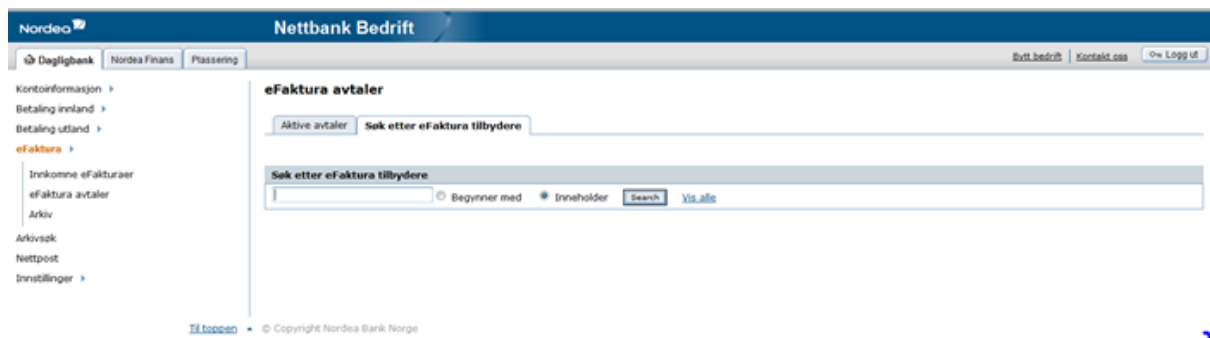 Nordea
Nettbank Bedrift
Dagligbank Nordea Finans Plassering
Bytt bedrift Kontakt oss Logg ut
Kontoinformasjon
Betaling innland
Betaling utland
eFaktura
Innkomne eFakturaer
eFaktura avtaler
Arkiv
Arkivsøk
Nettpost
Innstillinger
eFaktura avtaler
Aktive avtaler Søk etter eFaktura tilbydere
Søk etter eFaktura tilbydere
Begynner med Inneholder Search Vis alle
Til toppen © Copyright Nordea Bank Norge